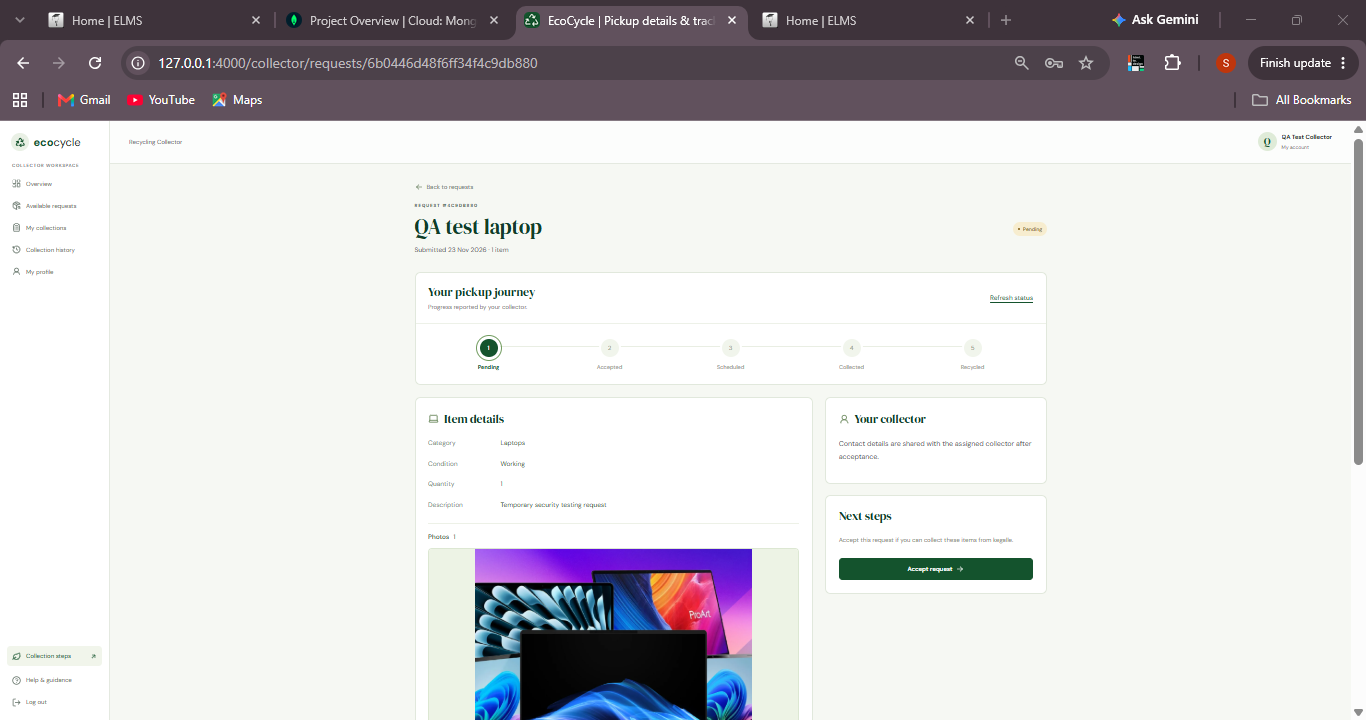 Home | ELMS
Project Overview | Cloud: Mong
EcoCycle | Pickup details & trac
Home | ELMS
Ask Gemini
127.0.0.1:4000/collector/requests/6b0446d48f6ff34f4c9db880
S
Finish update
Gmail
YouTube
Maps
All Bookmarks
ecocycle
COLLECTOR WORKSPACE
Overview
Available requests
My collections
Collection history
My profile
Collection steps
Help & guidance
Log out
Recycling Collector
Q
QA Test Collector
My account
Back to requests
REQUEST #4C9DB880
QA test laptop
Submitted 23 Nov 2026 · 1 item
Pending
Your pickup journey
Progress reported by your collector.
Refresh status
1
2
3
4
5
Pending
Accepted
Scheduled
Collected
Recycled
Item details
Category Laptops
Condition Working
Quantity 1
Description Temporary security testing request
Photos 1
ProArt
Your collector
Contact details are shared with the assigned collector after
acceptance.
Next steps
Accept this request if you can collect these items from kegelle.
Accept request